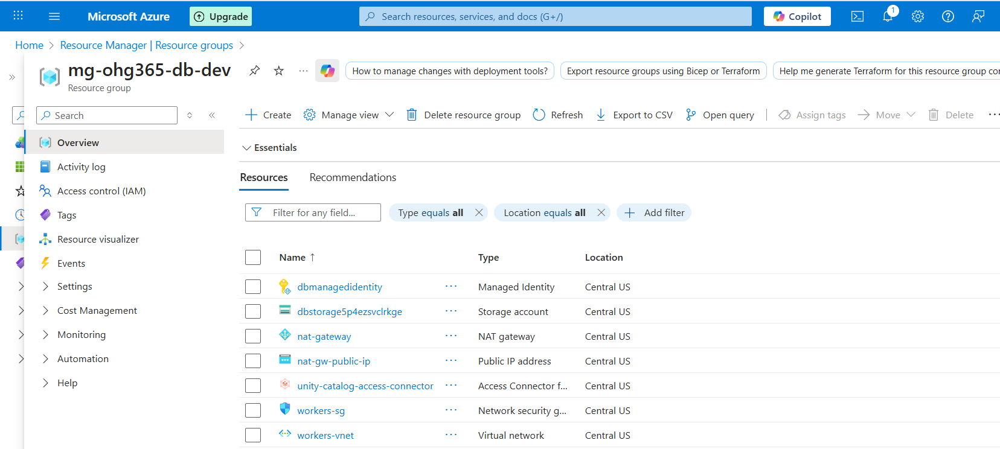 Microsoft Azure
Upgrade
Search resources, services, and docs (G+/)
Copilot
1
Home > Resource Manager | Resource groups >
mg-ohg365-db-dev
Resource group
How to manage changes with deployment tools?
Export resource groups using Bicep or Terraform
Help me generate Terraform for this resource group co
Search
Create
Manage view
Delete resource group
Refresh
Export to CSV
Open query
Assign tags
Move
Delete
Overview
Activity log
Access control (IAM)
Tags
Resource visualizer
Events
Settings
Cost Management
Monitoring
Automation
Help
Essentials
Resources Recommendations
Filter for any field...
Type equals all
Location equals all
Add filter
Name ↑ Type Location
dbmanagedidentity ... Managed Identity Central US
dbstorage5p4ezsvclrkge ... Storage account Central US
nat-gateway ... NAT gateway Central US
nat-gw-public-ip ... Public IP address Central US
unity-catalog-access-connector ... Access Connector f... Central US
workers-sg ... Network security g... Central US
workers-vnet ... Virtual network Central US